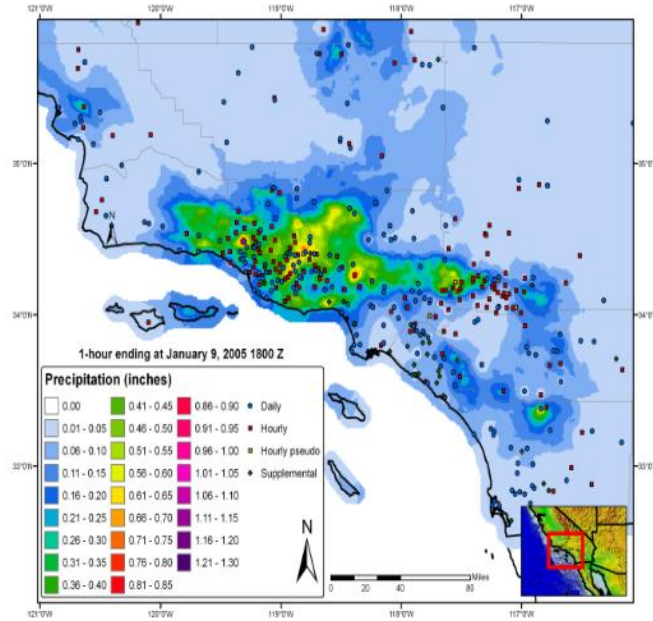 121°0'W 120°0'W 119°0'W 118°0'W 117°0'W
35°0'N 35°0'N
N
34°0'N 34°0'N
1-hour ending at January 9, 2005 1800 Z
Precipitation (inches)
0.00 0.41 - 0.45 0.86 - 0.90 Daily
0.01 - 0.05 0.46 - 0.50 0.91 - 0.95 Hourly
0.06 - 0.10 0.51 - 0.55 0.96 - 1.00 Hourly pseudo
0.11 - 0.15 0.56 - 0.60 1.01 - 1.05 Supplemental
0.16 - 0.20 0.61 - 0.65 1.06 - 1.10
0.21 - 0.25 0.66 - 0.70 1.11 - 1.15
0.26 - 0.30 0.71 - 0.75 1.16 - 1.20
0.31 - 0.35 0.76 - 0.80 1.21 - 1.30
0.36 - 0.40 0.81 - 0.85
33°0'N 33°0'N
N
0 20 40 80
Miles
121°0'W 120°0'W 119°0'W 118°0'W 117°0'W